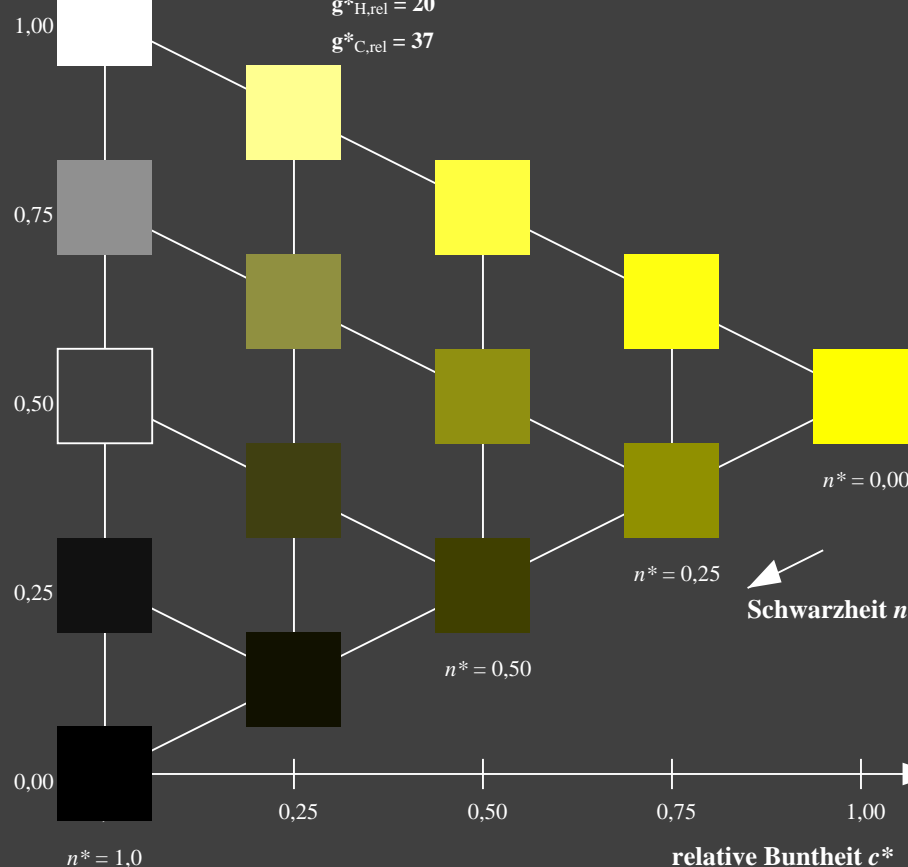 g*H,rel = 20
1,00
g*C,rel = 37
0,75
0,50
n* = 0,00
n* = 0,25
0,25
Schwarzheit n
n* = 0,50
0,00
0,25 0,50 0,75 1,00
n* = 1,0
relative Buntheit c*